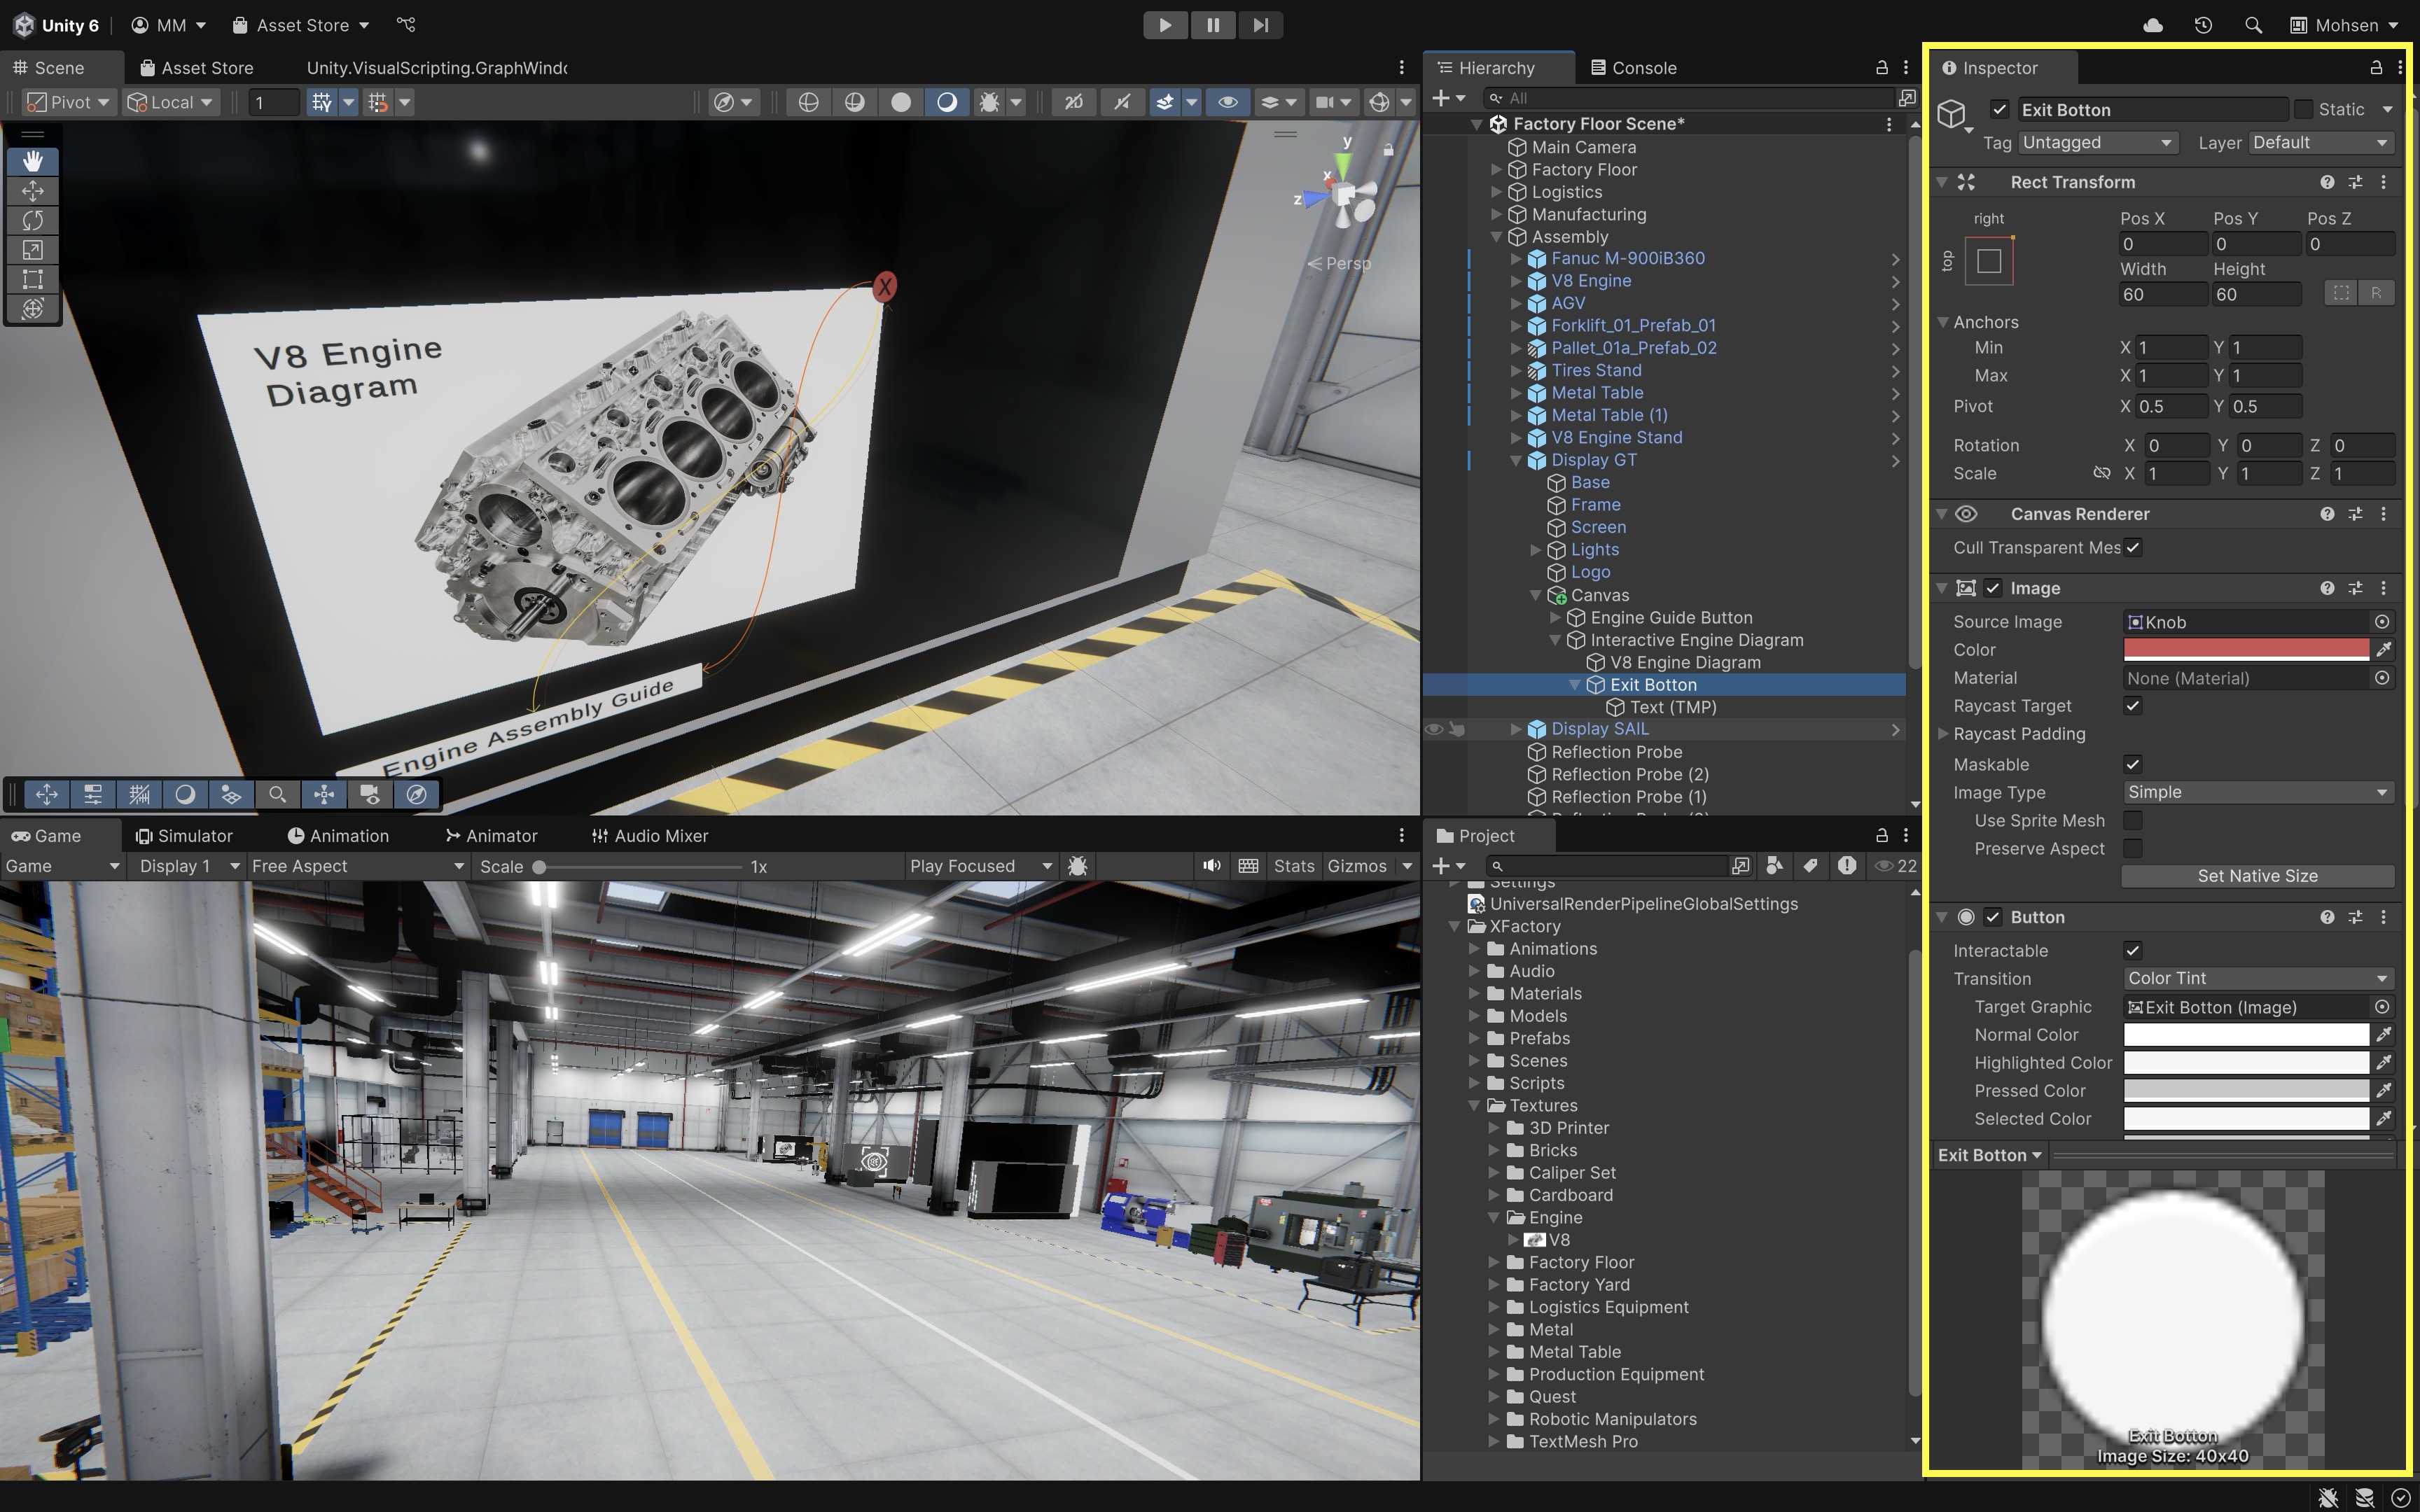 Unity 6
MM
Asset Store
Mohsen
Scene
Asset Store
Unity.VisualScripting.GraphWindo
Pivot
Local
1
2D
V8 Engine
Diagram
X
Engine Assembly Guide
y
x
z
Persp
Game
Simulator
Animation
Animator
Audio Mixer
Game
Display 1
Free Aspect
Scale
1x
Play Focused
Stats
Gizmos
Hierarchy
Console
All
Factory Floor Scene*
Main Camera
Factory Floor
Logistics
Manufacturing
Assembly
Fanuc M-900iB360
V8 Engine
AGV
Forklift_01_Prefab_01
Pallet_01a_Prefab_02
Tires Stand
Metal Table
Metal Table (1)
V8 Engine Stand
Display GT
Base
Frame
Screen
Lights
Logo
Canvas
Engine Guide Button
Interactive Engine Diagram
V8 Engine Diagram
Exit Botton
Text (TMP)
Display SAIL
Reflection Probe
Reflection Probe (2)
Reflection Probe (1)
Project
22
Settings
UniversalRenderPipelineGlobalSettings
XFactory
Animations
Audio
Materials
Models
Prefabs
Scenes
Scripts
Textures
3D Printer
Bricks
Caliper Set
Cardboard
Engine
V8
Factory Floor
Factory Yard
Logistics Equipment
Metal
Metal Table
Production Equipment
Quest
Robotic Manipulators
TextMesh Pro
Inspector
Exit Botton
Static
Tag Untagged
Layer Default
Rect Transform
right
top
Pos X Pos Y Pos Z
0 0 0
Width Height
60 60
R
Anchors
Min X 1 Y 1
Max X 1 Y 1
Pivot X 0.5 Y 0.5
Rotation X 0 Y 0 Z 0
Scale X 1 Y 1 Z 1
Canvas Renderer
Cull Transparent Mes
Image
Source Image Knob
Color
Material None (Material)
Raycast Target
Raycast Padding
Maskable
Image Type Simple
Use Sprite Mesh
Preserve Aspect
Set Native Size
Button
Interactable
Transition Color Tint
Target Graphic Exit Botton (Image)
Normal Color
Highlighted Color
Pressed Color
Selected Color
Exit Botton
Exit Botton
Image Size: 40x40